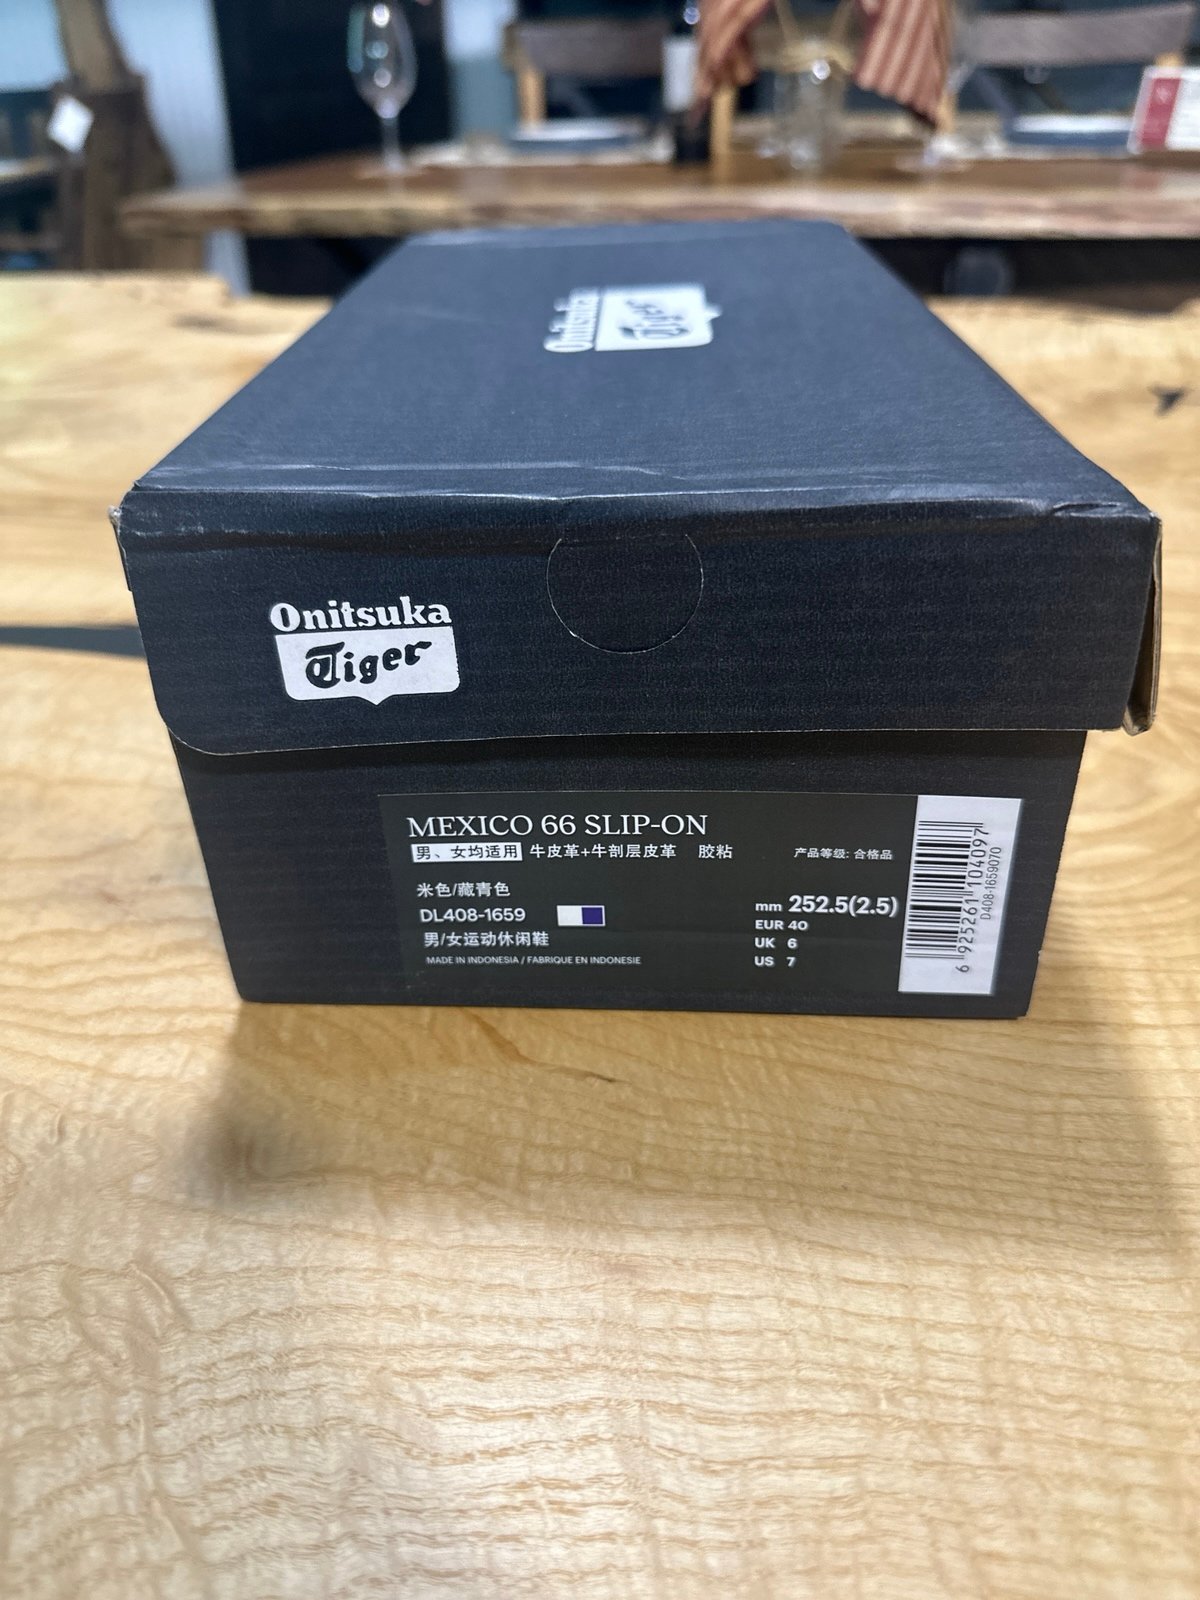 Onitsuka
Tiger
Onitsuka
Tiger
MEXICO 66 SLIP-ON
男、女均适用 牛皮革+牛剖层皮革 胶粘
产品等级: 合格品
米色/藏青色
DL408-1659
男/女运动休闲鞋
MADE IN INDONESIA / FABRIQUE EN INDONESIE
mm 252.5(2.5)
EUR 40
UK 6
US 7
6 925261 104097
D408-1659070